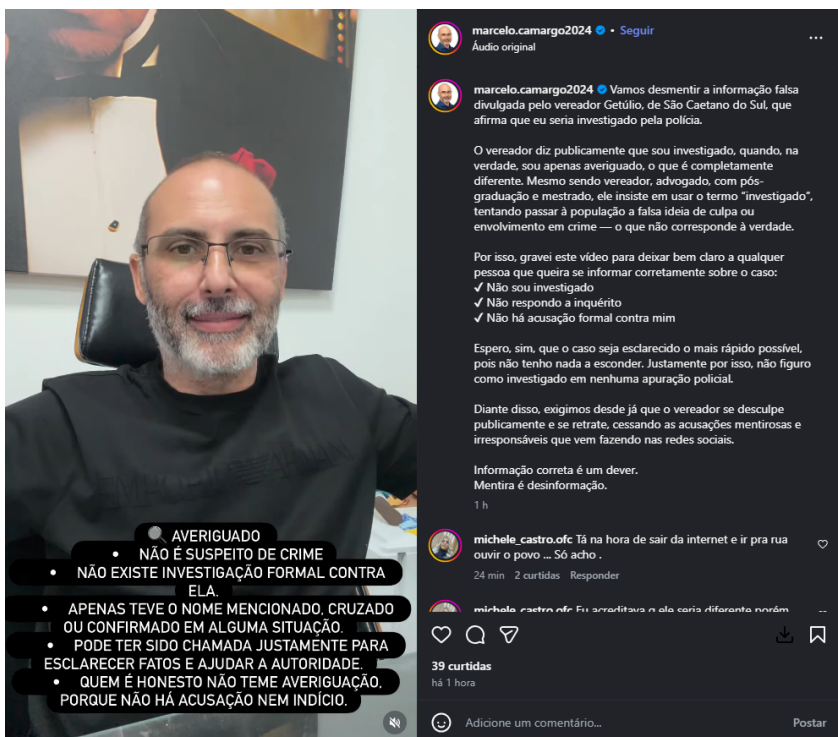 AVERIGUADO
• NÃO É SUSPEITO DE CRIME
• NÃO EXISTE INVESTIGAÇÃO FORMAL CONTRA
ELA.
• APENAS TEVE O NOME MENCIONADO, CRUZADO
OU CONFIRMADO EM ALGUMA SITUAÇÃO.
• PODE TER SIDO CHAMADA JUSTAMENTE PARA
ESCLARECER FATOS E AJUDAR A AUTORIDADE.
• QUEM É HONESTO NÃO TEME AVERIGUAÇÃO,
PORQUE NÃO HÁ ACUSAÇÃO NEM INDÍCIO.
marcelo.camargo2024 • Seguir
Áudio original
marcelo.camargo2024 Vamos desmentir a informação falsa
divulgada pelo vereador Getúlio, de São Caetano do Sul, que
afirma que eu seria investigado pela polícia.
O vereador diz publicamente que sou investigado, quando, na
verdade, sou apenas averiguado, o que é completamente
diferente. Mesmo sendo vereador, advogado, com pós-
graduação e mestrado, ele insiste em usar o termo “investigado”,
tentando passar à população a falsa ideia de culpa ou
envolvimento em crime — o que não corresponde à verdade.
Por isso, gravei este vídeo para deixar bem claro a qualquer
pessoa que queira se informar corretamente sobre o caso:
✓ Não sou investigado
✓ Não respondo a inquérito
✓ Não há acusação formal contra mim
Espero, sim, que o caso seja esclarecido o mais rápido possível,
pois não tenho nada a esconder. Justamente por isso, não figuro
como investigado em nenhuma apuração policial.
Diante disso, exigimos desde já que o vereador se desculpe
publicamente e se retrate, cessando as acusações mentirosas e
irresponsáveis que vem fazendo nas redes sociais.
Informação correta é um dever.
Mentira é desinformação.
1 h
michele_castro.ofc Tá na hora de sair da internet e ir pra rua
ouvir o povo ... Só acho .
24 min 2 curtidas Responder
michele_castro.ofc Eu acreditava q ele seria diferente porém
39 curtidas
há 1 hora
Adicione um comentário...
Postar